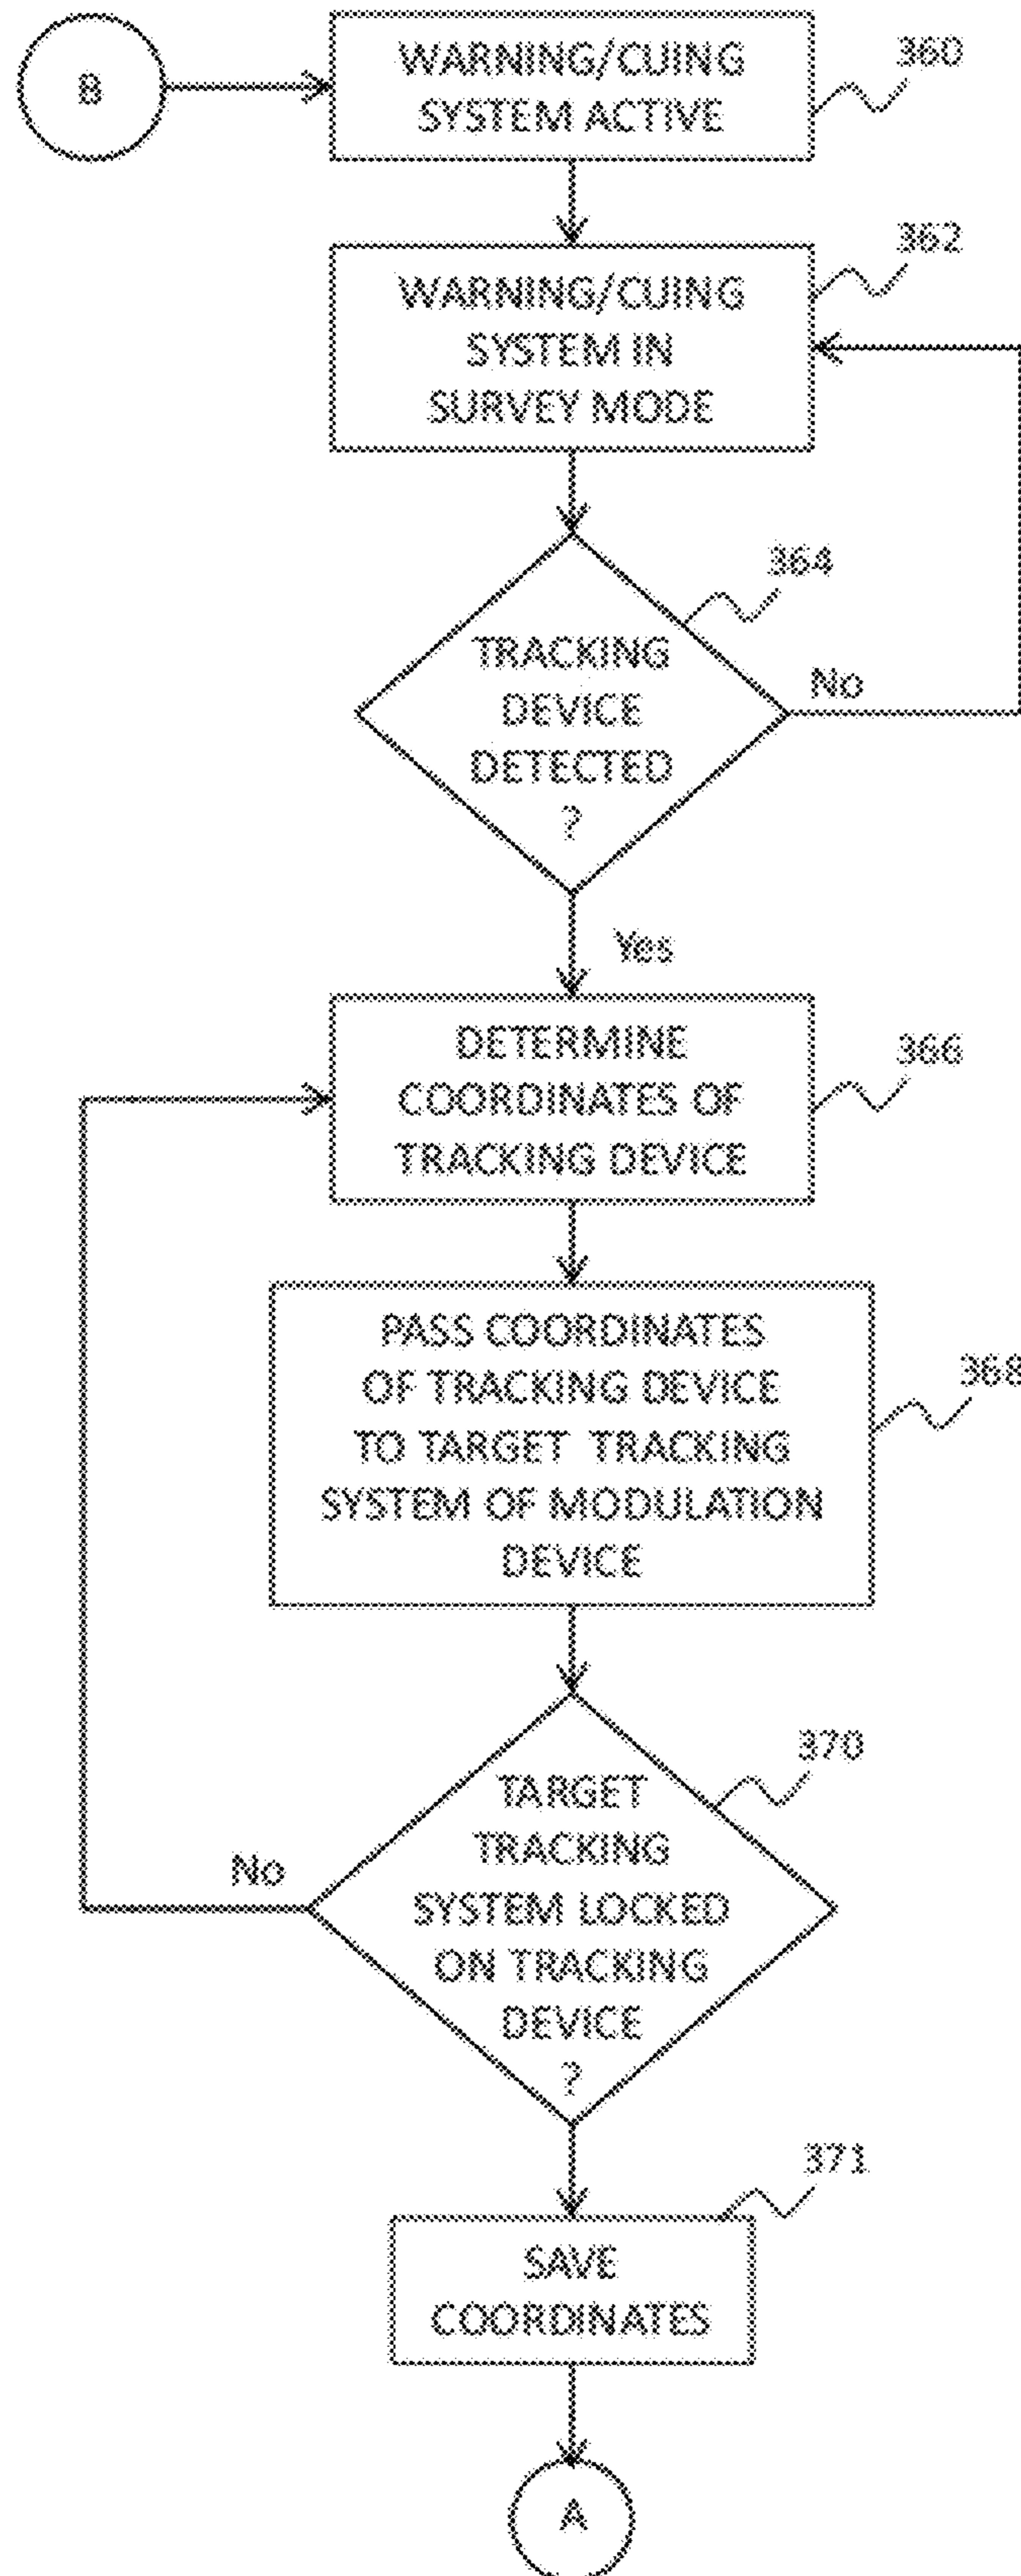 B
WARNING/CUING
SYSTEM ACTIVE
360
WARNING/CUING
SYSTEM IN
SURVEY MODE
362
TRACKING
DEVICE
DETECTED
?
364
No
Yes
DETERMINE
COORDINATES OF
TRACKING DEVICE
366
PASS COORDINATES
OF TRACKING DEVICE
TO TARGET TRACKING
SYSTEM OF MODULATION
DEVICE
368
TARGET
TRACKING
SYSTEM LOCKED
ON TRACKING
DEVICE
?
370
No
371
SAVE
COORDINATES
A